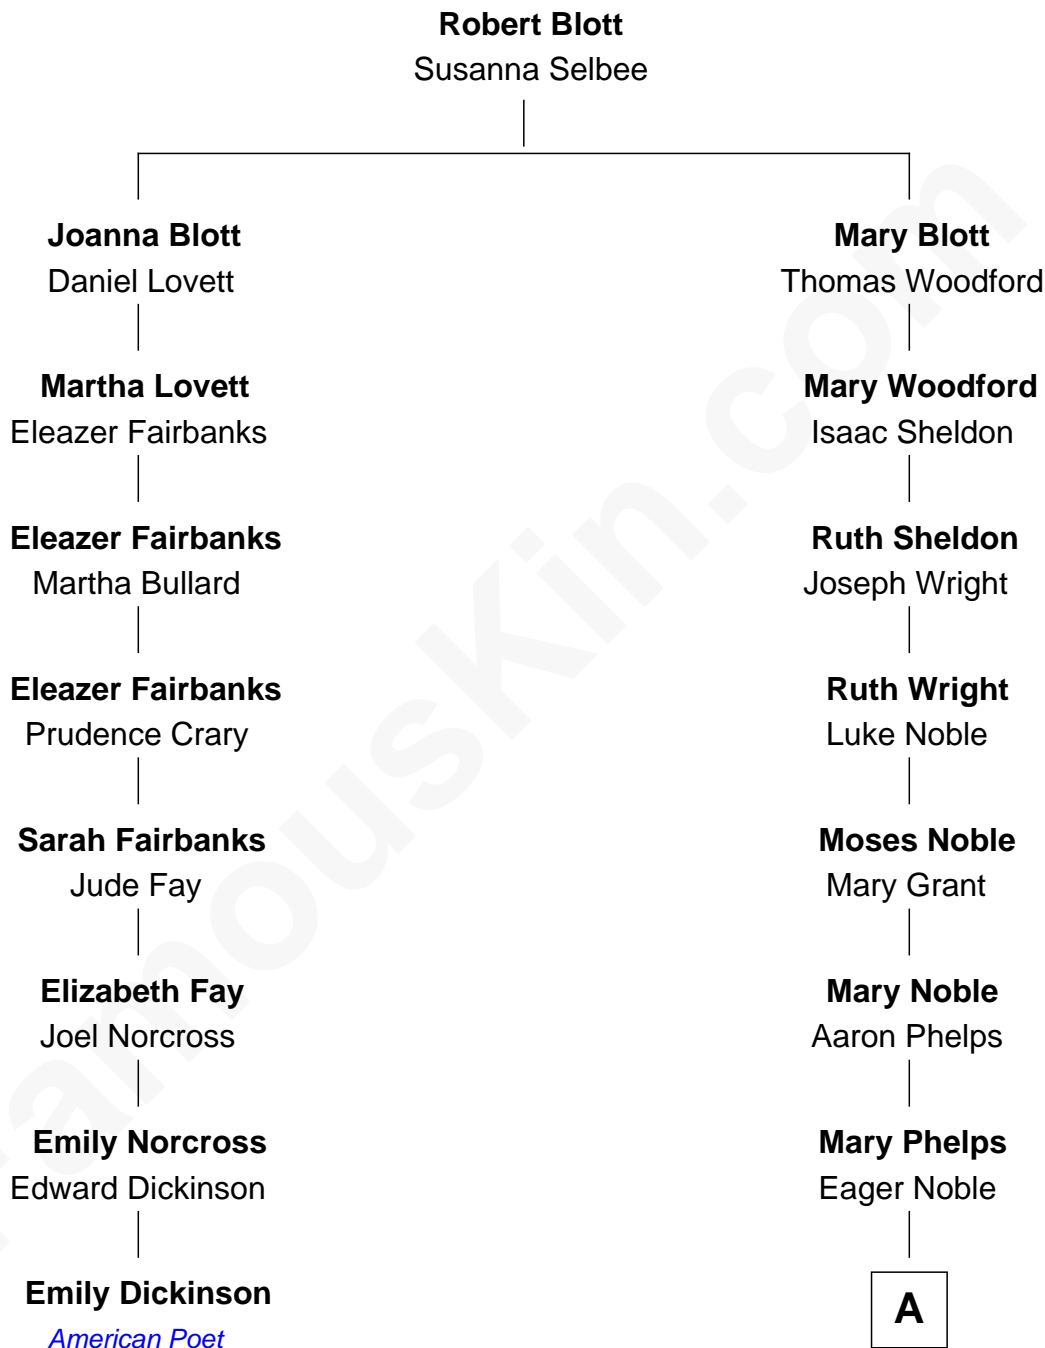 Robert Blott
Susanna Selbee
Joanna Blott
Daniel Lovett
Mary Blott
Thomas Woodford
Martha Lovett
Eleazer Fairbanks
Mary Woodford
Isaac Sheldon
Eleazer Fairbanks
Martha Bullard
Ruth Sheldon
Joseph Wright
Eleazer Fairbanks
Prudence Crary
Ruth Wright
Luke Noble
Sarah Fairbanks
Jude Fay
Moses Noble
Mary Grant
Elizabeth Fay
Joel Norcross
Mary Noble
Aaron Phelps
Emily Norcross
Edward Dickinson
Mary Phelps
Eager Noble
Emily Dickinson
American Poet
A
FamousKin.com